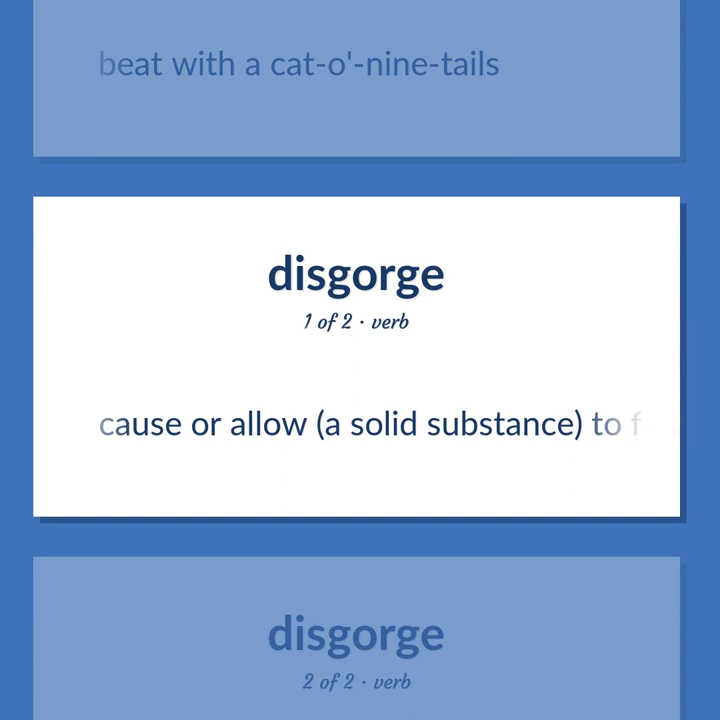 beat with a cat-o'-nine-tails
disgorge
1 of 2 · verb
cause or allow (a solid substance) to f
disgorge
2 of 2 · verb